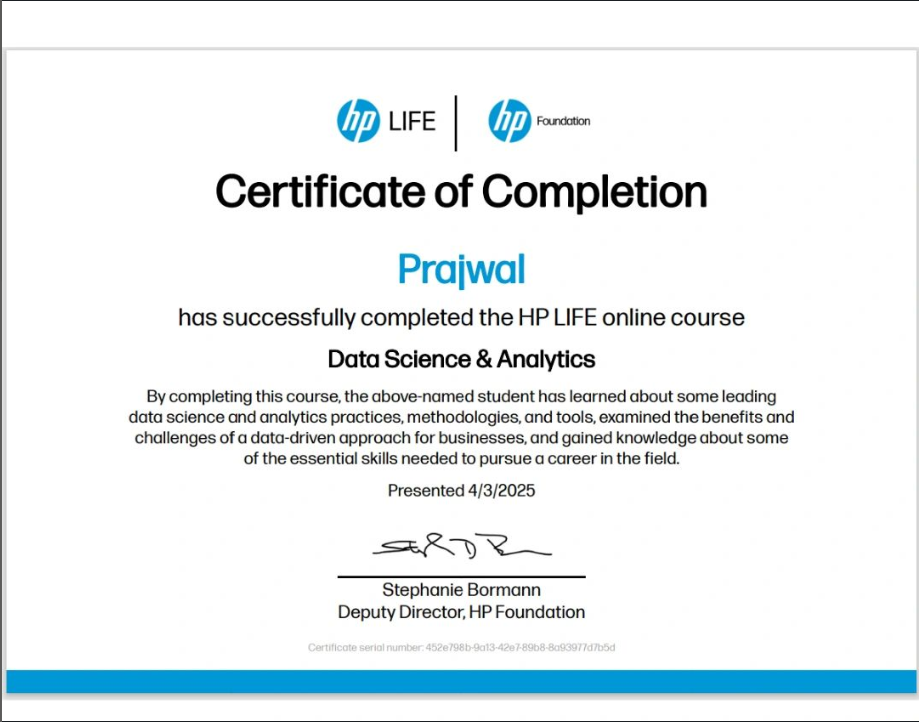 hp LIFE hp Foundation
Certificate of Completion
Prajwal
has successfully completed the HP LIFE online course
Data Science & Analytics
By completing this course, the above-named student has learned about some leading
data science and analytics practices, methodologies, and tools, examined the benefits and
challenges of a data-driven approach for businesses, and gained knowledge about some
of the essential skills needed to pursue a career in the field.
Presented 4/3/2025
Stephanie Bormann
Deputy Director, HP Foundation
Certificate serial number: 452e798b-9a13-42e7-89b8-8a93977d7b5d